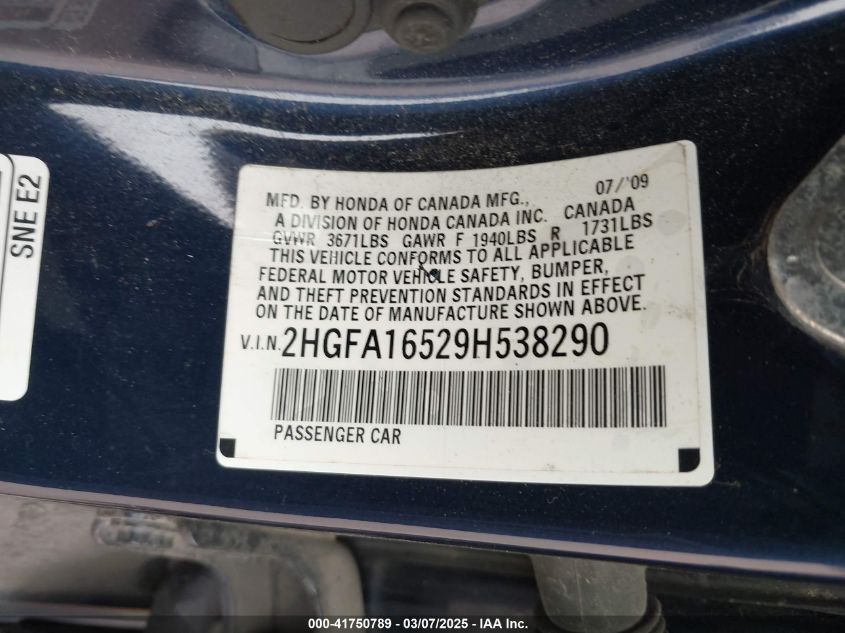 SNE E2
07/'09
MFD. BY HONDA OF CANADA MFG.,
A DIVISION OF HONDA CANADA INC. CANADA
GVWR 3671LBS GAWR F 1940LBS R 1731LBS
THIS VEHICLE CONFORMS TO ALL APPLICABLE
FEDERAL MOTOR VEHICLE SAFETY, BUMPER,
AND THEFT PREVENTION STANDARDS IN EFFECT
ON THE DATE OF MANUFACTURE SHOWN ABOVE.
V.I.N. 2HGFA16529H538290
PASSENGER CAR
2000-41750789 - 03/07/2025 - IAA Inc.